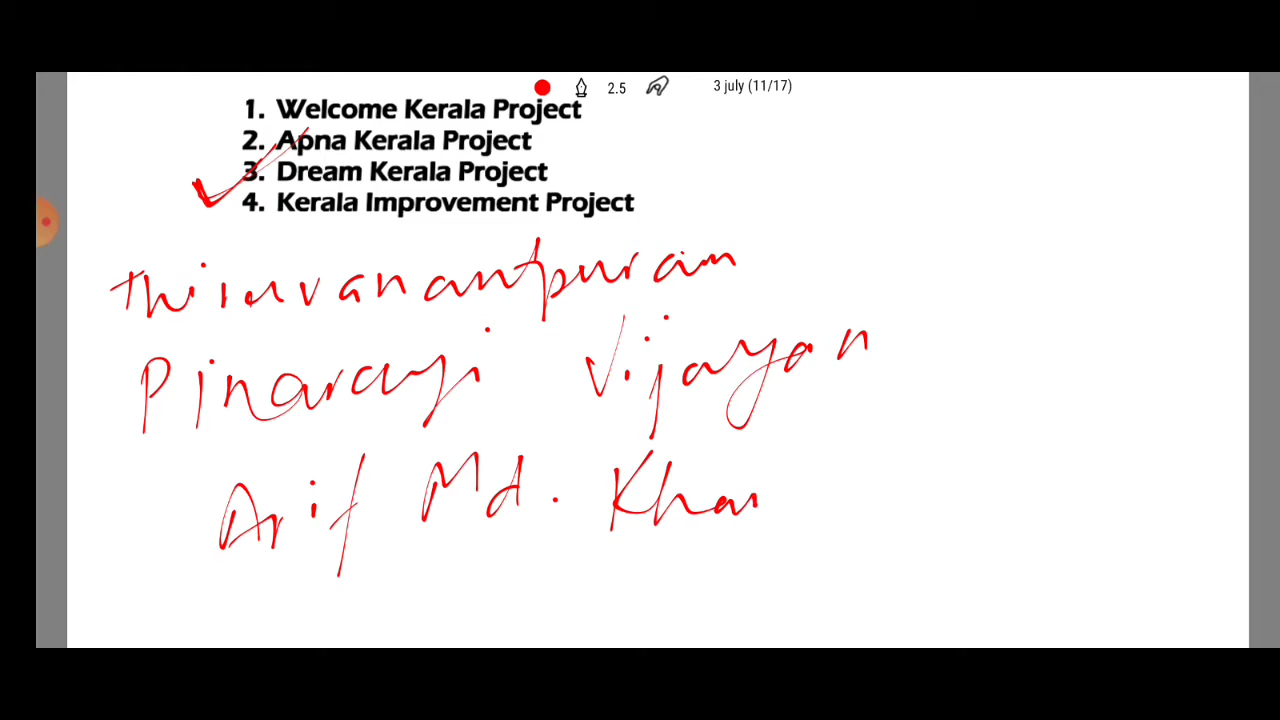 2.5 3 july (11/17)
1. Welcome Kerala Project
2. Apna Kerala Project
3. Dream Kerala Project
4. Kerala Improvement Project
Thiruvanantpuram
Pinarayi Vijayan
Arif Md. Khan